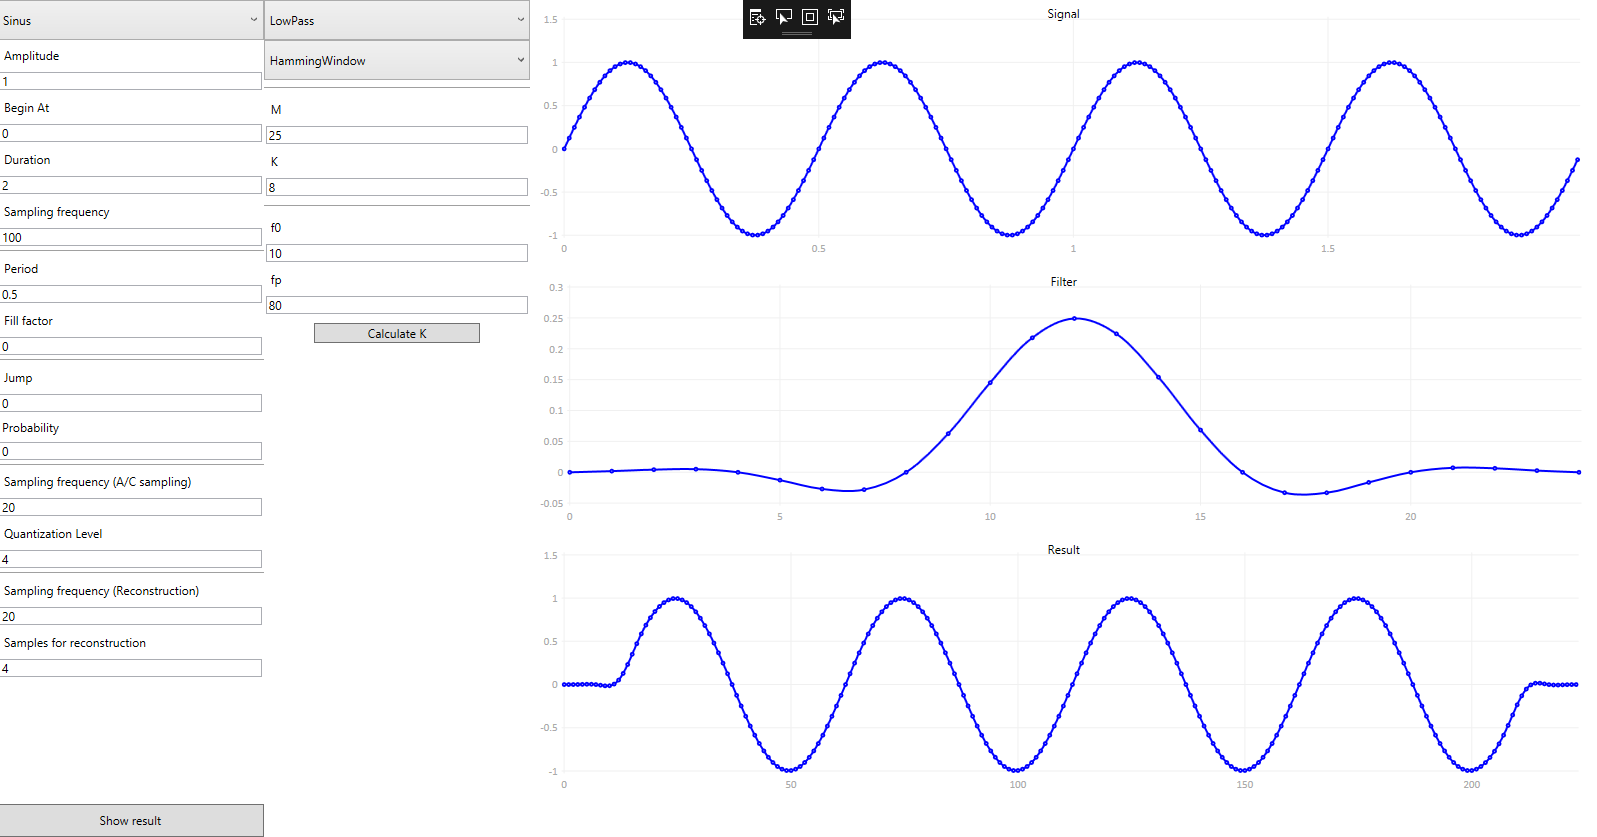 Sinus
Amplitude
1
Begin At
0
Duration
2
Sampling frequency
100
Period
0.5
Fill factor
0
Jump
0
Probability
0
Sampling frequency (A/C sampling)
20
Quantization Level
4
Sampling frequency (Reconstruction)
20
Samples for reconstruction
4
Show result
LowPass
HammingWindow
M
25
K
8
f0
10
fp
80
Calculate K
Signal
1.5
1
0.5
0
-0.5
-1
0 0.5 1 1.5
Filter
0.3
0.25
0.2
0.15
0.1
0.05
0
-0.05
0 5 10 15 20
Result
1.5
1
0.5
0
-0.5
-1
0 50 100 150 200